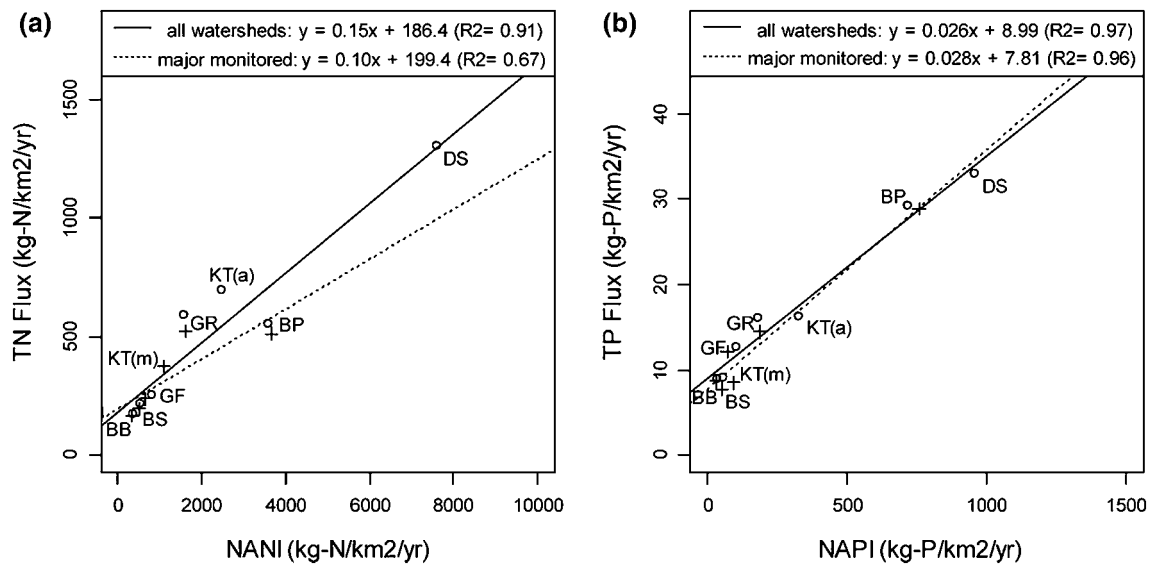 (a)
all watersheds: y = 0.15x + 186.4 (R2= 0.91)
major monitored: y = 0.10x + 199.4 (R2= 0.67)
TN Flux (kg-N/km2/yr)
1500
1000
500
0
DS
KT(a)
GR
BP
KT(m)
GF
BS
BB
0 2000 4000 6000 8000 10000
NANI (kg-N/km2/yr)
(b)
all watersheds: y = 0.026x + 8.99 (R2= 0.97)
major monitored: y = 0.028x + 7.81 (R2= 0.96)
TP Flux (kg-P/km2/yr)
40
30
20
10
0
BP
DS
GR
KT(a)
GF
KT(m)
BB
BS
0 500 1000 1500
NAPI (kg-P/km2/yr)